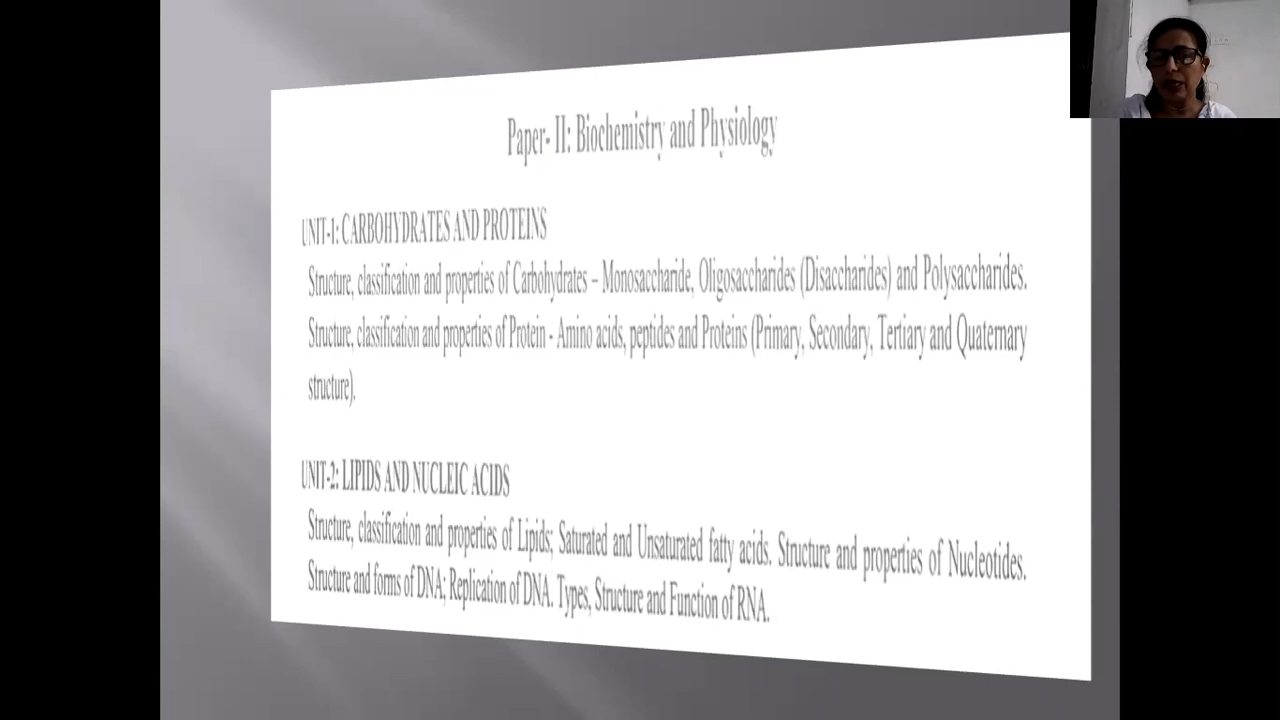 Paper- II: Biochemistry and Physiology
UNIT-1: CARBOHYDRATES AND PROTEINS
Structure, classification and properties of Carbohydrates – Monosaccharide, Oligosaccharides (Disaccharides) and Polysaccharides.
Structure, classification and properties of Protein - Amino acids, peptides and Proteins (Primary, Secondary, Tertiary and Quaternary
structure).
UNIT-2: LIPIDS AND NUCLEIC ACIDS
Structure, classification and properties of Lipids; Saturated and Unsaturated fatty acids. Structure and properties of Nucleotides.
Structure and forms of DNA; Replication of DNA. Types, Structure and Function of RNA.